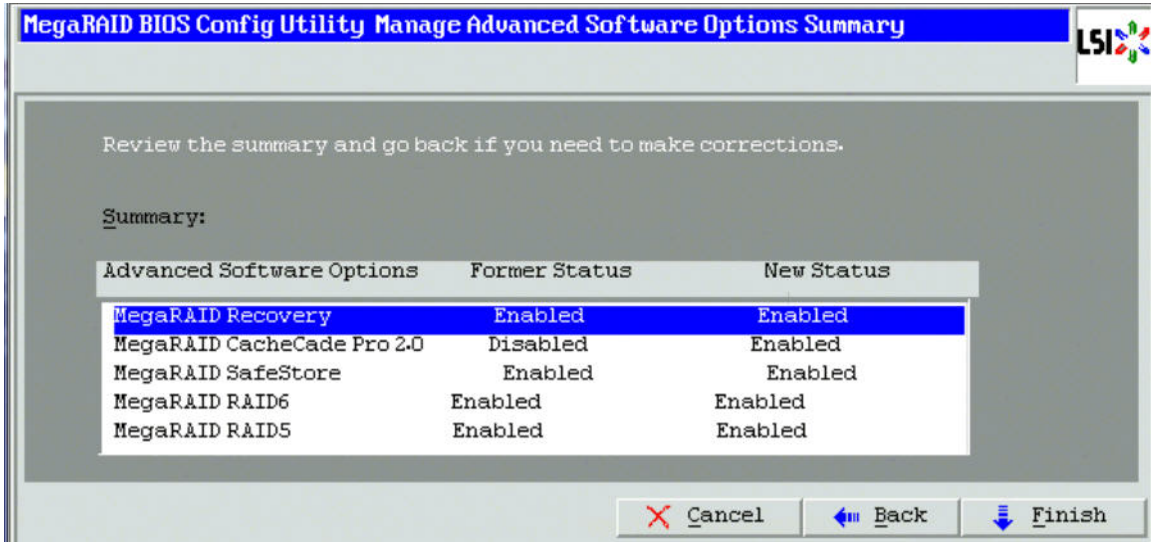 MegaRAID BIOS Config Utility Manage Advanced Software Options Summary
LSI
Review the summary and go back if you need to make corrections.
Summary:
Advanced Software Options Former Status New Status
MegaRAID Recovery Enabled Enabled
MegaRAID CacheCade Pro 2.0 Disabled Enabled
MegaRAID SafeStore Enabled Enabled
MegaRAID RAID6 Enabled Enabled
MegaRAID RAID5 Enabled Enabled
Cancel Back Finish